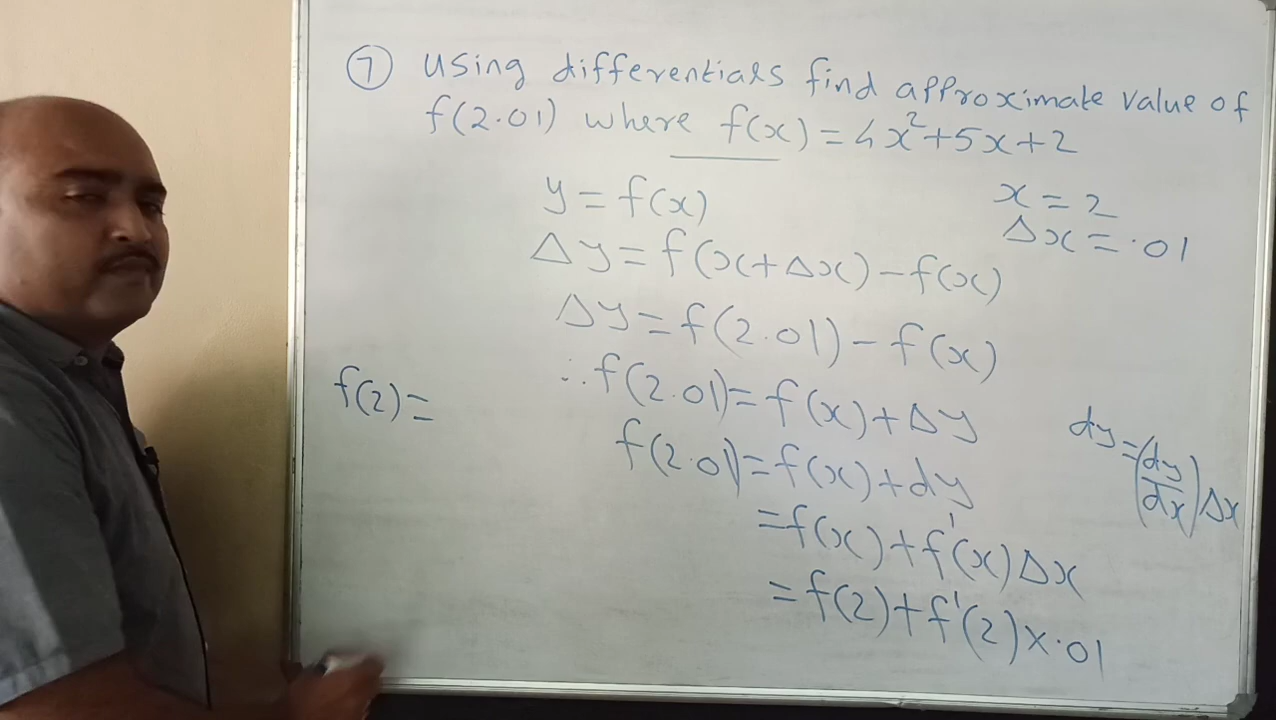 ⑦ Using differentials find approximate value of
f(2.01) where f(x) = 4x²+5x+2
y = f(x)
x = 2
Δx = .01
Δy = f(x+Δx) - f(x)
Δy = f(2.01) - f(x)
∴ f(2.01) = f(x) + Δy
f(2) =
f(2.01) = f(x) + dy
dy = (dy/dx) Δx
= f(x) + f'(x) Δx
= f(2) + f'(2) × .01